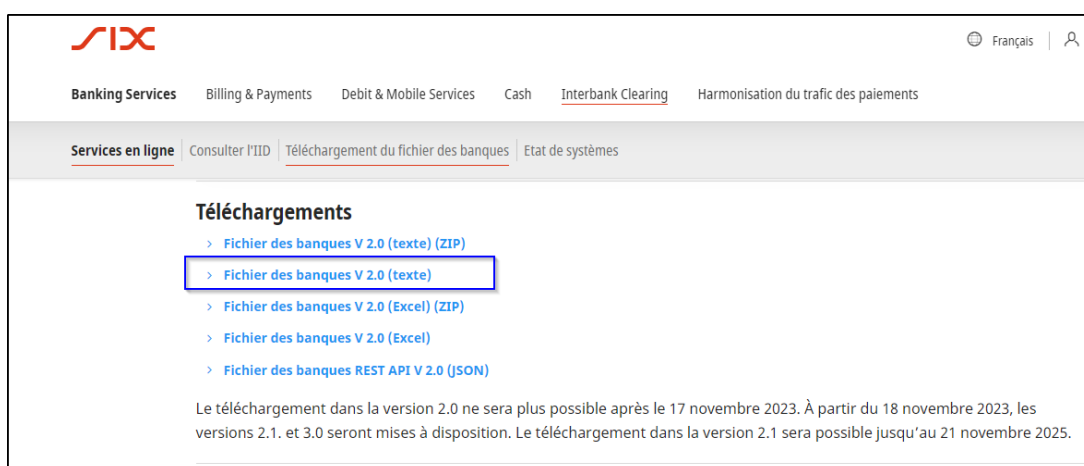 SIX
Français
Banking Services Billing & Payments Debit & Mobile Services Cash Interbank Clearing Harmonisation du trafic des paiements
Services en ligne Consulter l'IID Téléchargement du fichier des banques Etat de systèmes
Téléchargements
> Fichier des banques V 2.0 (texte) (ZIP)
> Fichier des banques V 2.0 (texte)
> Fichier des banques V 2.0 (Excel) (ZIP)
> Fichier des banques V 2.0 (Excel)
> Fichier des banques REST API V 2.0 (JSON)
Le téléchargement dans la version 2.0 ne sera plus possible après le 17 novembre 2023. À partir du 18 novembre 2023, les
versions 2.1. et 3.0 seront mises à disposition. Le téléchargement dans la version 2.1 sera possible jusqu'au 21 novembre 2025.